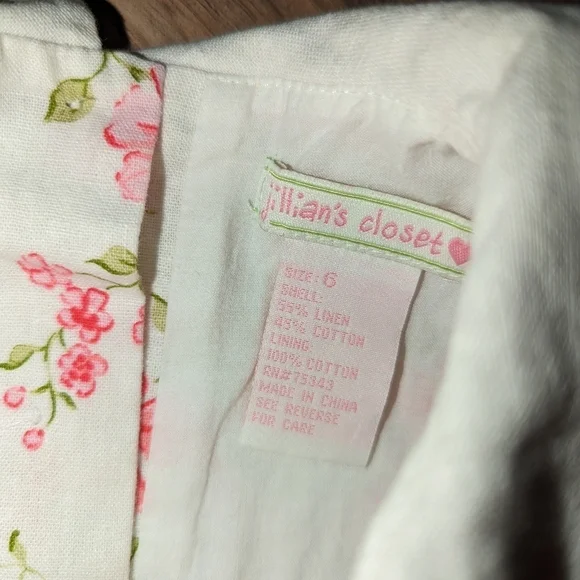 jillian's closet
SIZE: 6
SHELL:
55% LINEN
45% COTTON
LINING:
100% COTTON
RN#75343
MADE IN CHINA
SEE REVERSE
FOR CARE